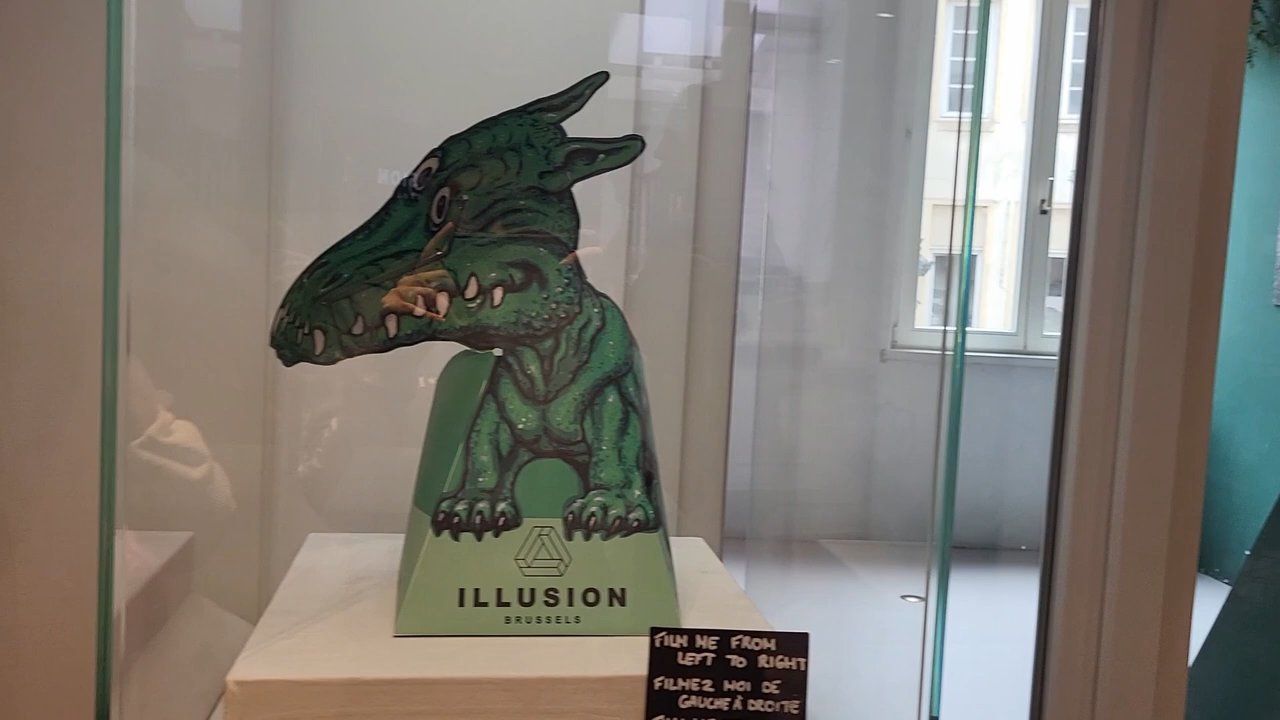 ILLUSION
BRUSSELS
FILM ME FROM
LEFT TO RIGHT
FILMEZ MOI DE
GAUCHE À DROITE